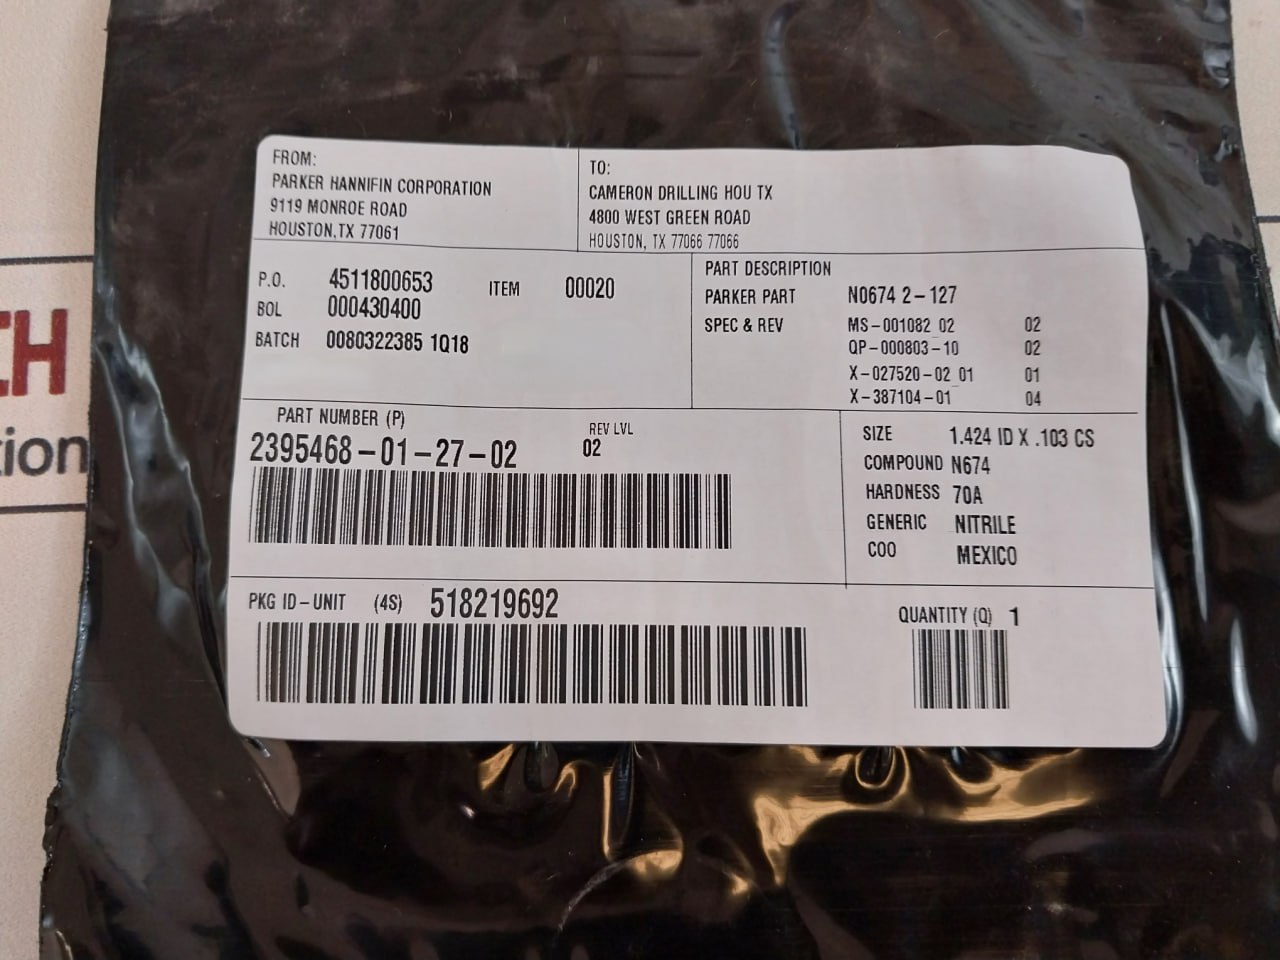 FROM:
PARKER HANNIFIN CORPORATION
9119 MONROE ROAD
HOUSTON,TX 77061
TO:
CAMERON DRILLING HOU TX
4800 WEST GREEN ROAD
HOUSTON, TX 77066 77066
P.O. 4511800653 ITEM 00020
BOL 000430400
BATCH 0080322385 1Q18
PART DESCRIPTION
PARKER PART N0674 2-127
SPEC & REV MS-001082 02 02
QP-000803-10 02
X-027520-02 01 01
X-387104-01 04
PART NUMBER (P)
2395468-01-27-02
REV LVL
02
SIZE 1.424 ID X .103 CS
COMPOUND N674
HARDNESS 70A
GENERIC NITRILE
COO MEXICO
PKG ID-UNIT (4S) 518219692
QUANTITY (Q) 1
CH
tion